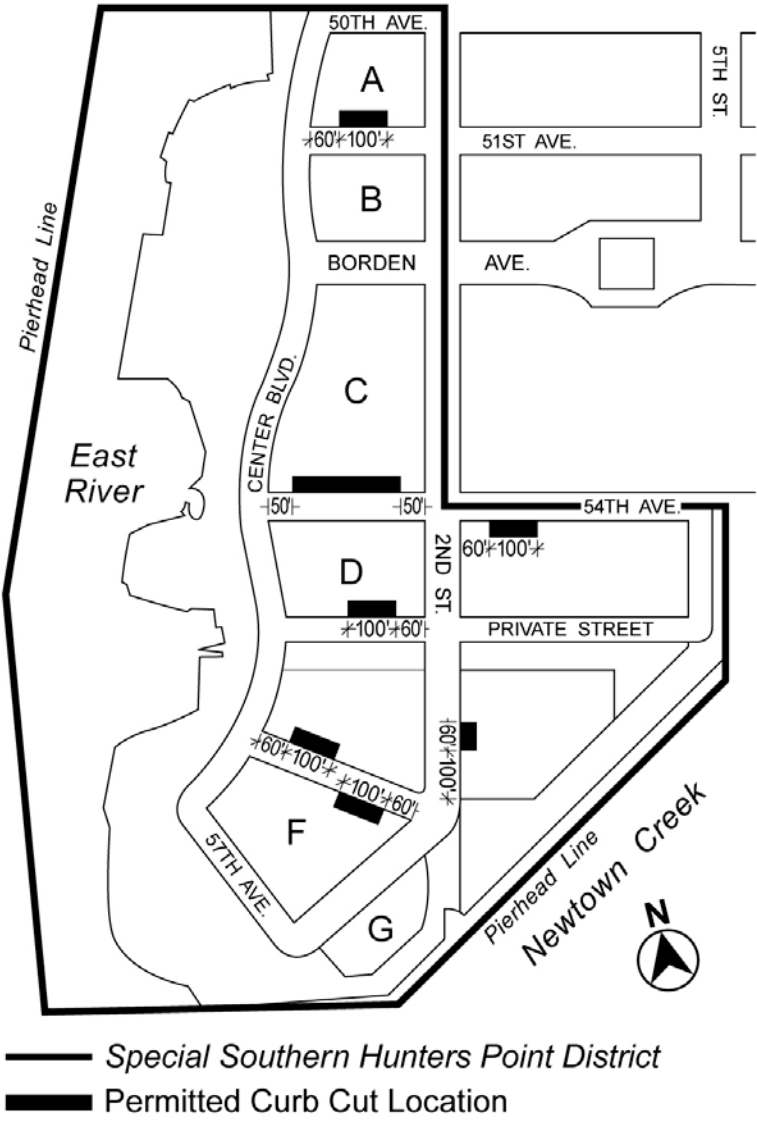 50TH AVE.
5TH ST.
A
60' 100'
51ST AVE.
B
Pierhead Line
BORDEN AVE.
CENTER BLVD.
C
East
River
50' 50'
54TH AVE.
2ND ST.
60' 100'
D
100' 60'
PRIVATE STREET
60' 100'
60' 100'
100' 60'
F
57TH AVE.
G
Pierhead Line
Newtown Creek
N
Special Southern Hunters Point District
Permitted Curb Cut Location